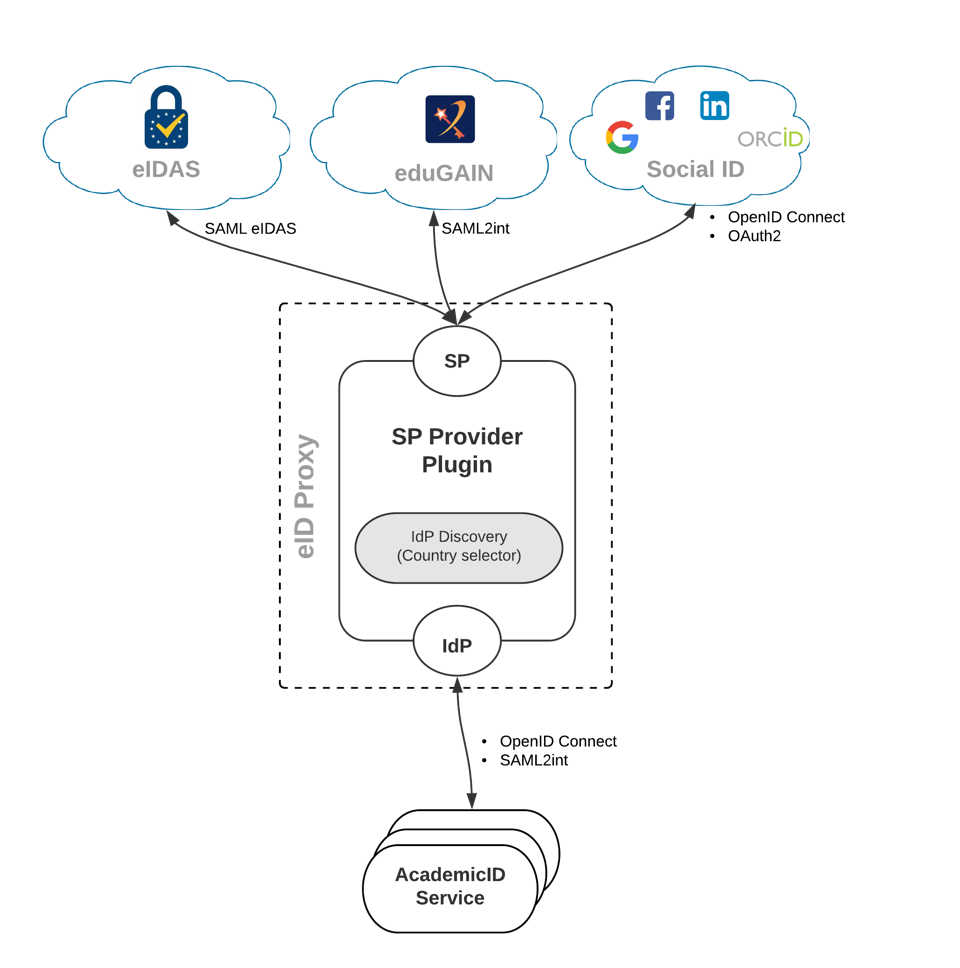 eIDAS
eduGAIN
f
in
G
ORCiD
Social ID
SAML eIDAS
SAML2int
• OpenID Connect
• OAuth2
SP
SP Provider
Plugin
eID Proxy
IdP Discovery
(Country selector)
IdP
• OpenID Connect
• SAML2int
AcademicID
Service